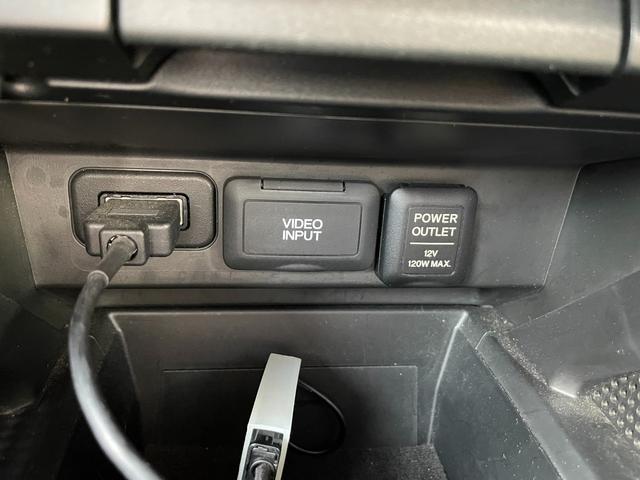 VIDEO
INPUT
POWER
OUTLET
12V
120W MAX.